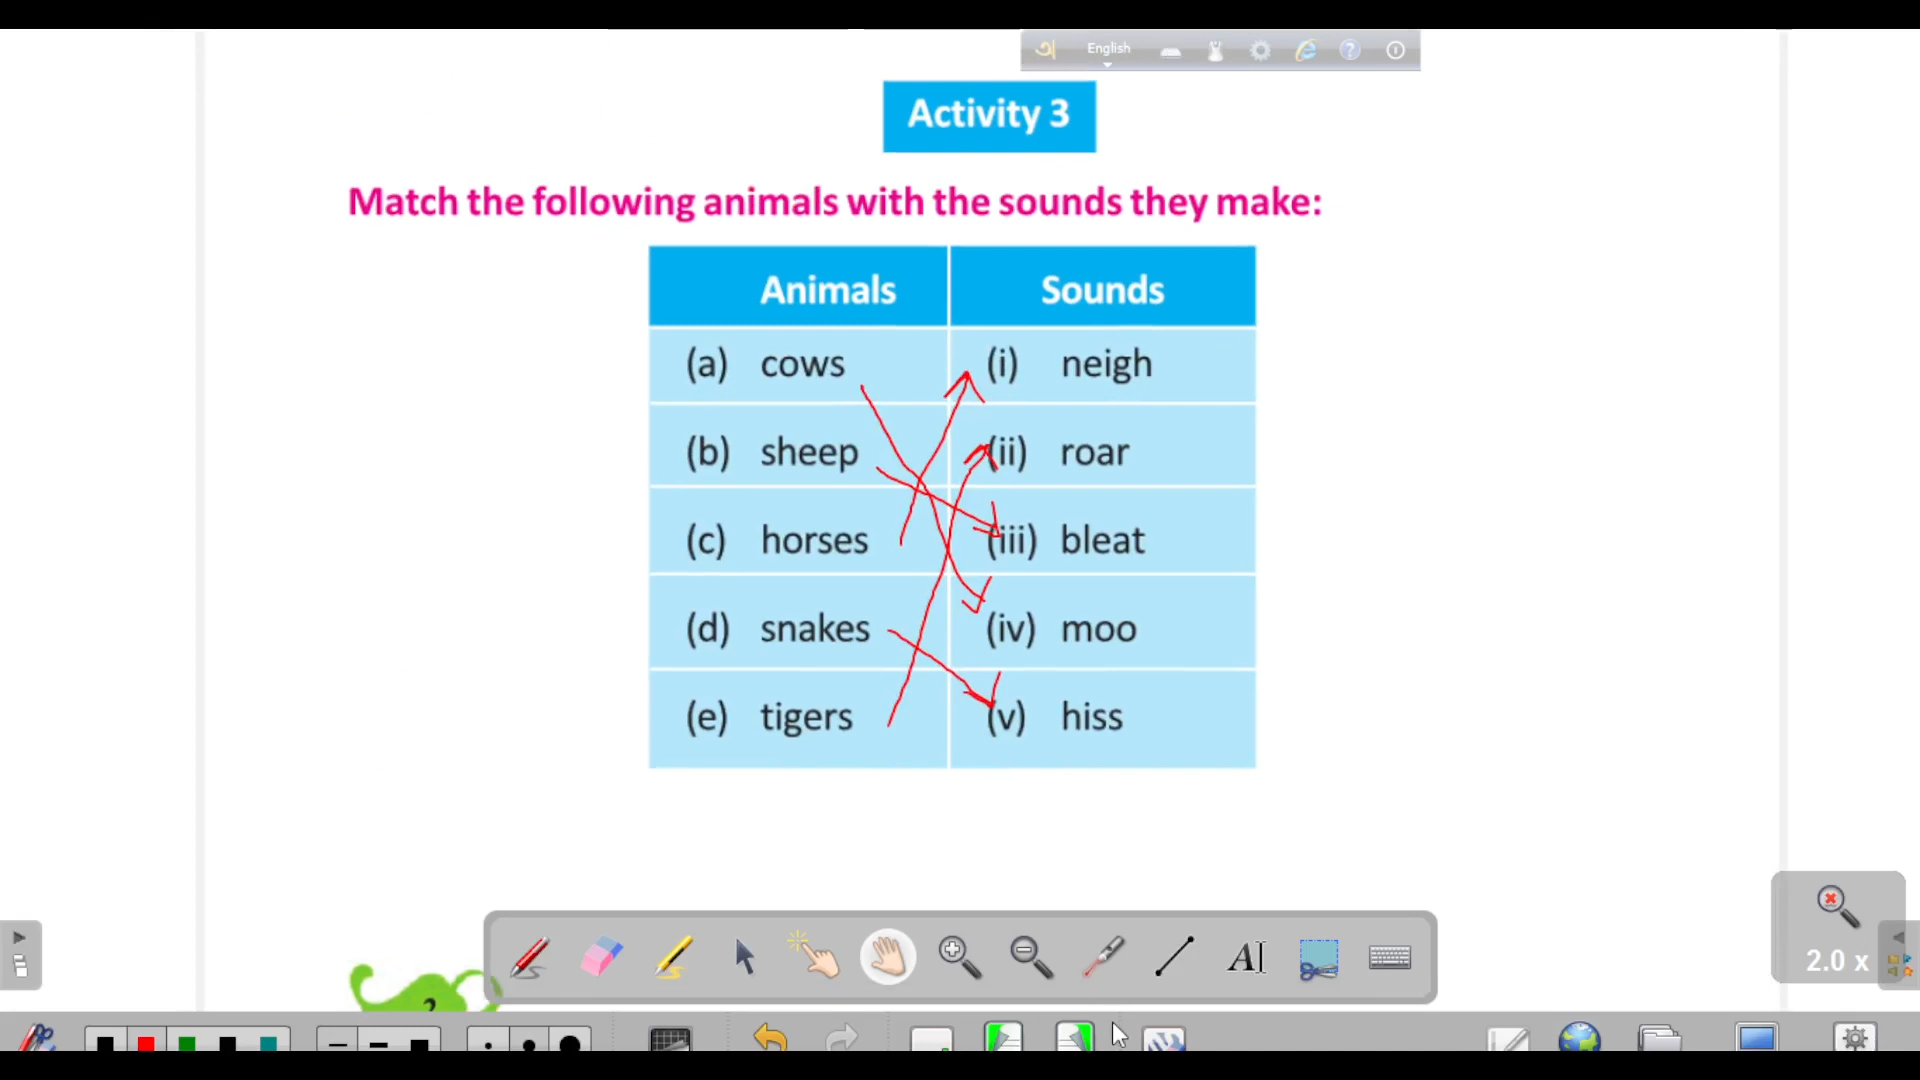 অ English
Activity 3
Match the following animals with the sounds they make:
Animals Sounds
(a) cows (i) neigh
(b) sheep (ii) roar
(c) horses (iii) bleat
(d) snakes (iv) moo
(e) tigers (v) hiss
2.0 x
2